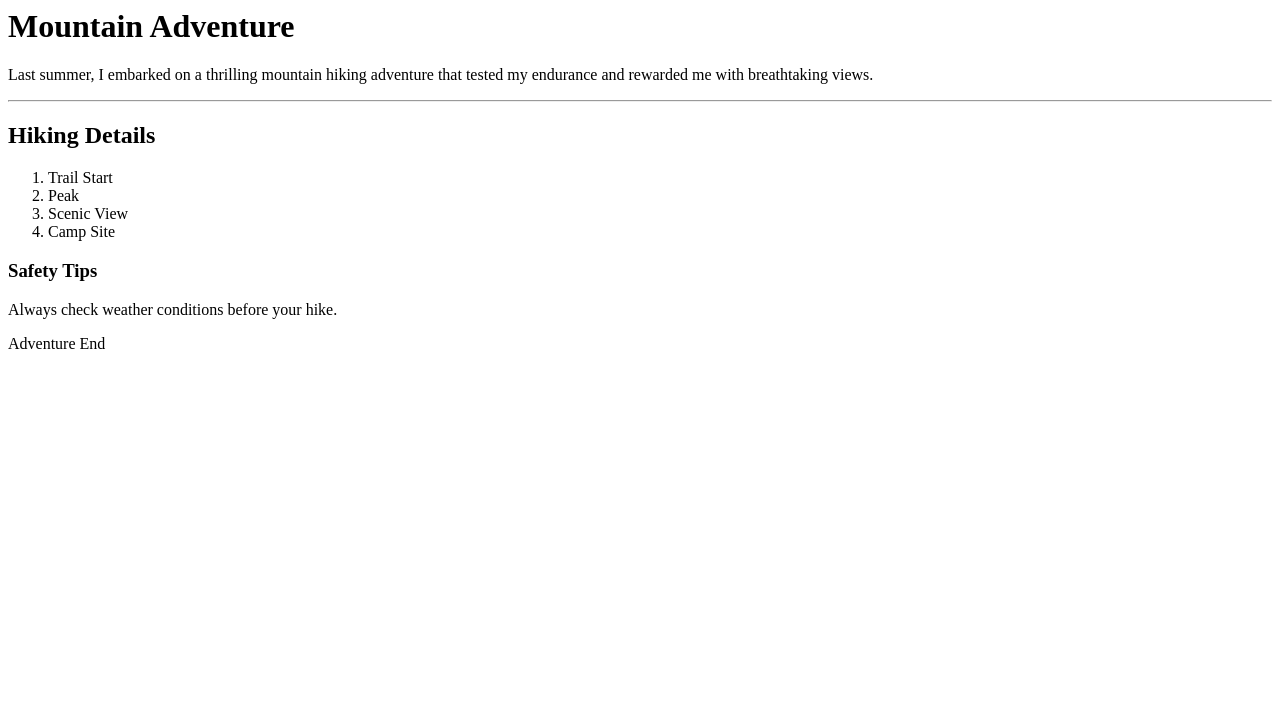 Mountain Adventure
Last summer, I embarked on a thrilling mountain hiking adventure that tested my endurance and rewarded me with breathtaking views.
Hiking Details
1. Trail Start
2. Peak
3. Scenic View
4. Camp Site
Safety Tips
Always check weather conditions before your hike.
Adventure End